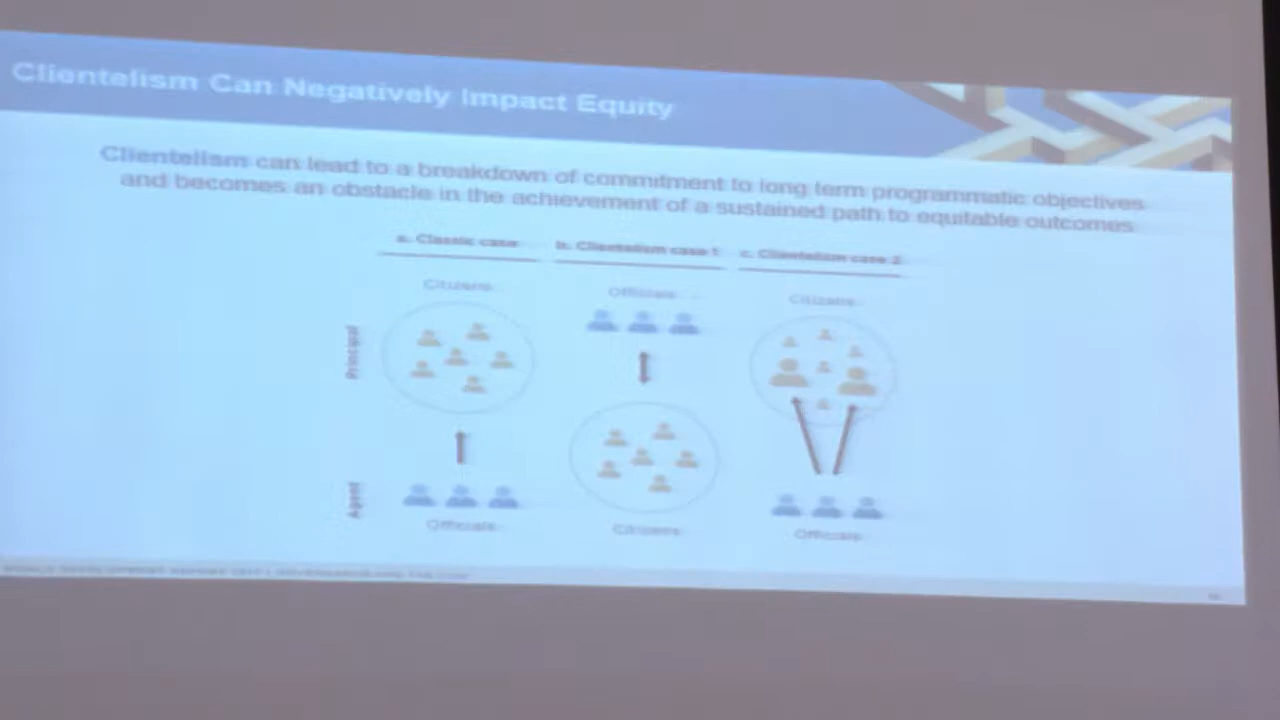 Clientelism Can Negatively Impact Equity
Clientelism can lead to a breakdown of commitment to long term programmatic objectives
and becomes an obstacle in the achievement of a sustained path to equitable outcomes
a. Classic case
b. Clientelism case 1
c. Clientelism case 2
Citizens
Officials
Citizens
Principal
Agent
Officials
Citizens
Officials